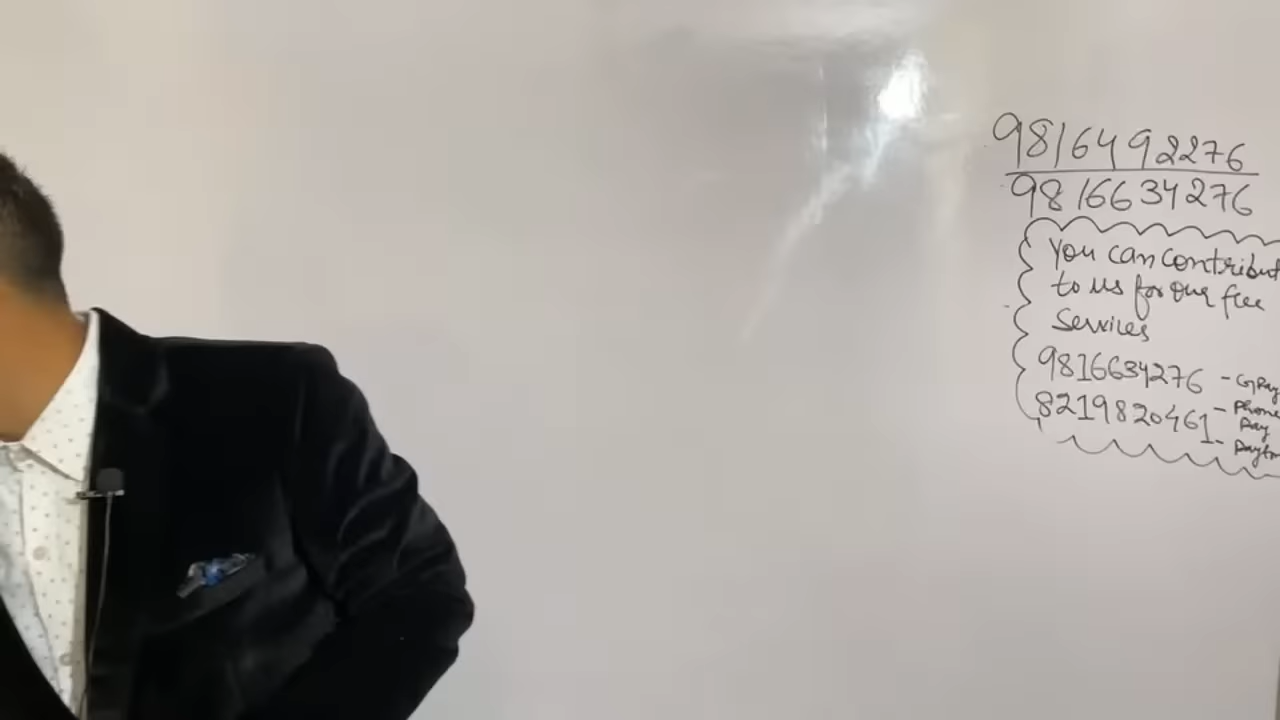 9816492276
9816634276
You can contribut
to us for our free
Services
9816634276 - G Pay
8219820461 - Phone
Pay
- Paytm